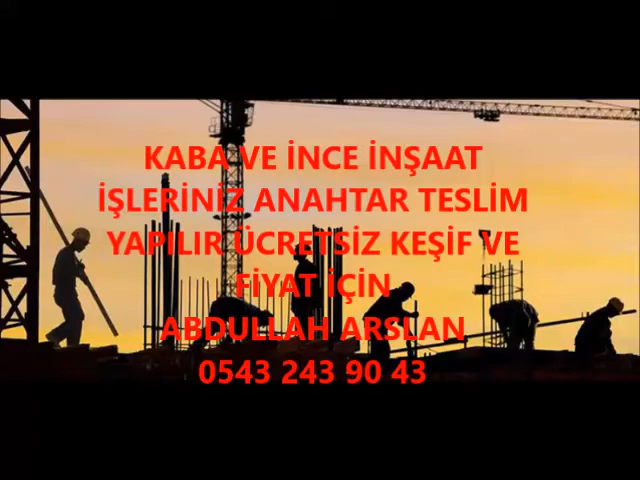 KABA VE İNCE İNŞAAT
İŞLERİNİZ ANAHTAR TESLİM
YAPILIR ÜCRETSİZ KEŞİF VE
FİYAT İÇİN
ABDULLAH ARSLAN
0543 243 90 43